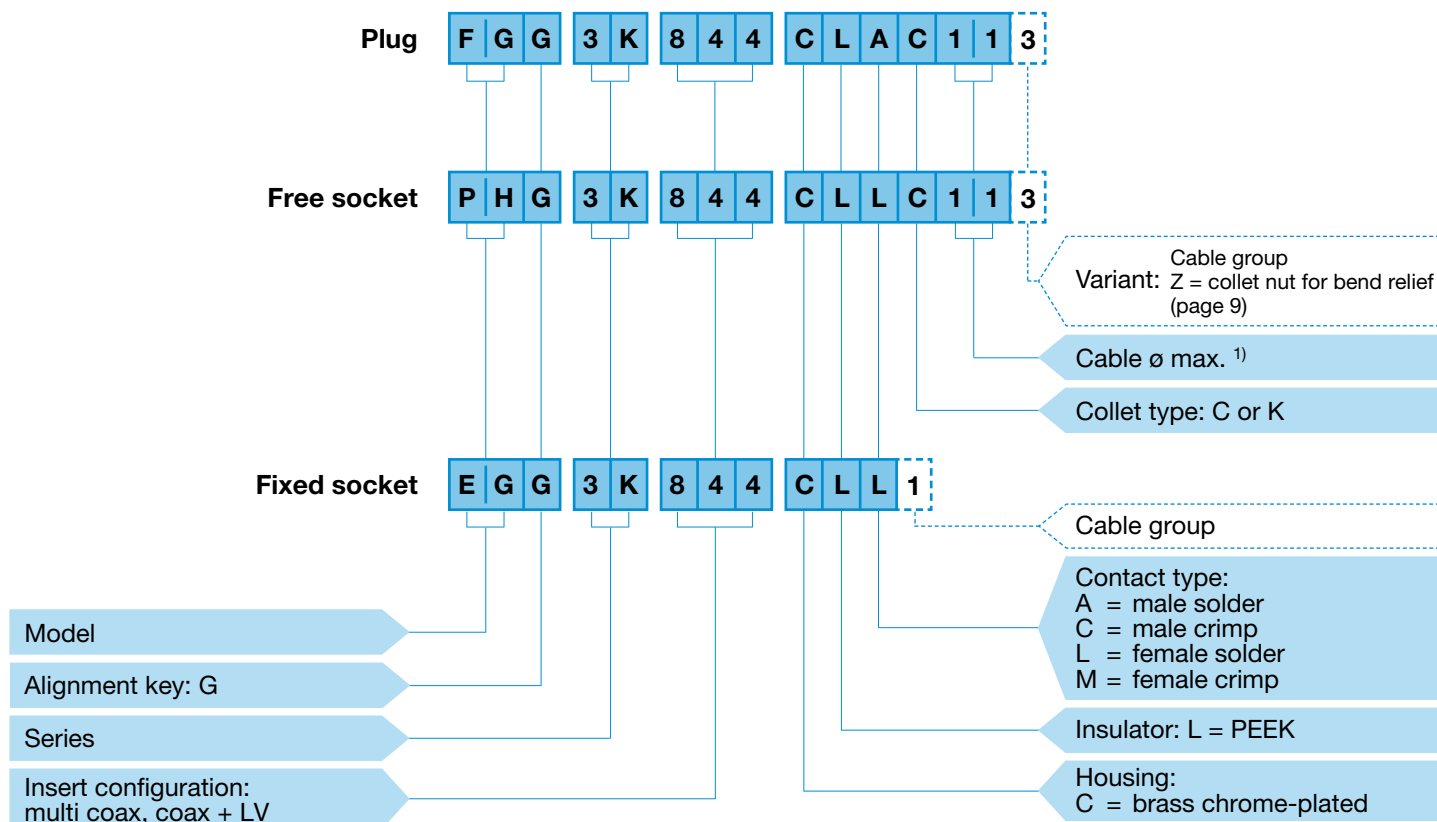 Plug F G G 3 K 8 4 4 C L A C 1 1 3
Free socket P H G 3 K 8 4 4 C L L C 1 1 3
Variant: Cable group
Z = collet nut for bend relief
(page 9)
Cable ø max. 1)
Collet type: C or K
Fixed socket E G G 3 K 8 4 4 C L L 1
Cable group
Contact type:
A = male solder
C = male crimp
L = female solder
M = female crimp
Model
Alignment key: G
Series
Insulator: L = PEEK
Insert configuration:
multi coax, coax + LV
Housing:
C = brass chrome-plated